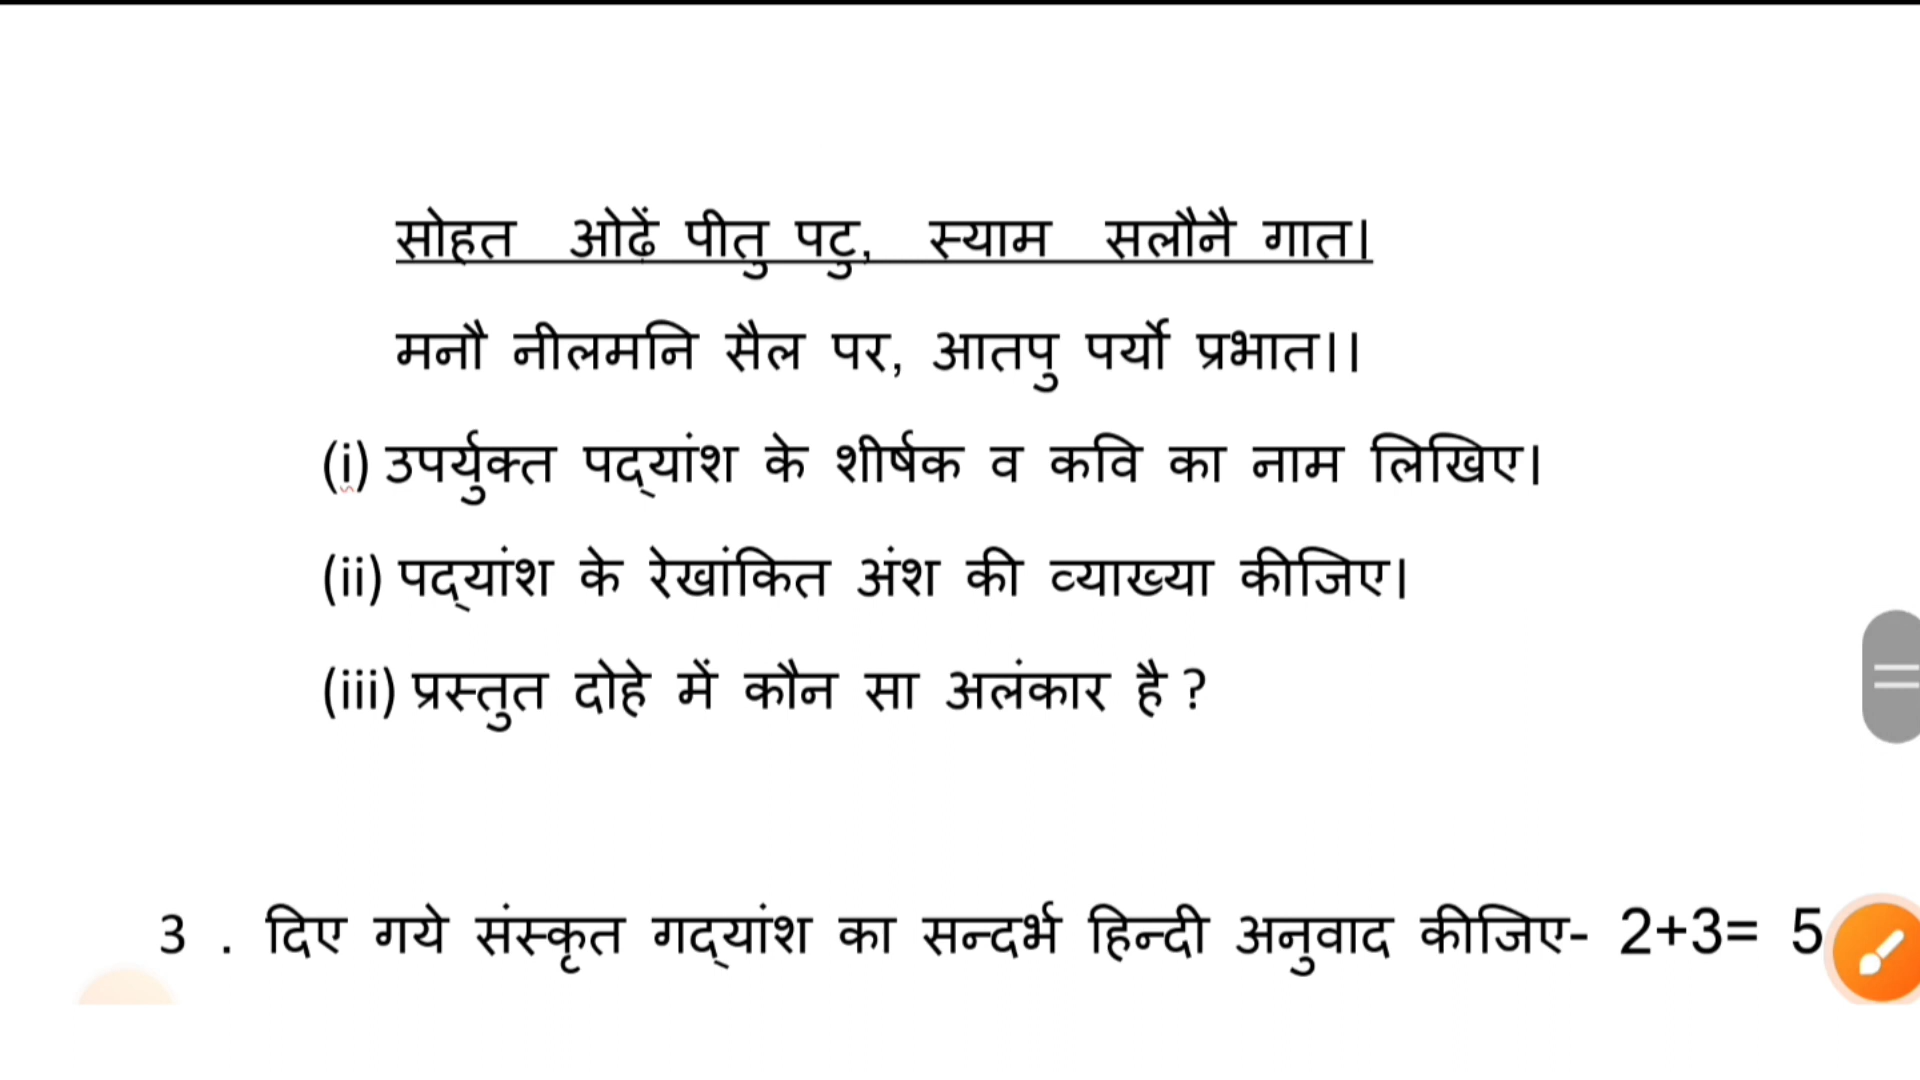 सोहत ओढ़ें पीतु पटु, स्याम सलौनै गात।
मनौ नीलमनि सैल पर, आतपु पर्यो प्रभात।।
(i) उपर्युक्त पद्यांश के शीर्षक व कवि का नाम लिखिए।
(ii) पद्यांश के रेखांकित अंश की व्याख्या कीजिए।
(iii) प्रस्तुत दोहे में कौन सा अलंकार है ?
3 . दिए गये संस्कृत गद्यांश का सन्दर्भ हिन्दी अनुवाद कीजिए- 2+3= 5